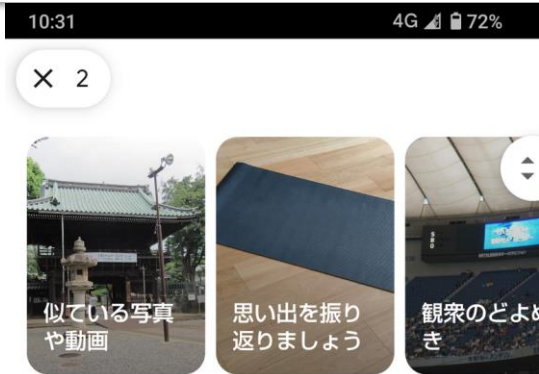 10:31 4G 72%
2
似ている写真
や動画
思い出を振り
返りましょう
観衆のどよめ
き